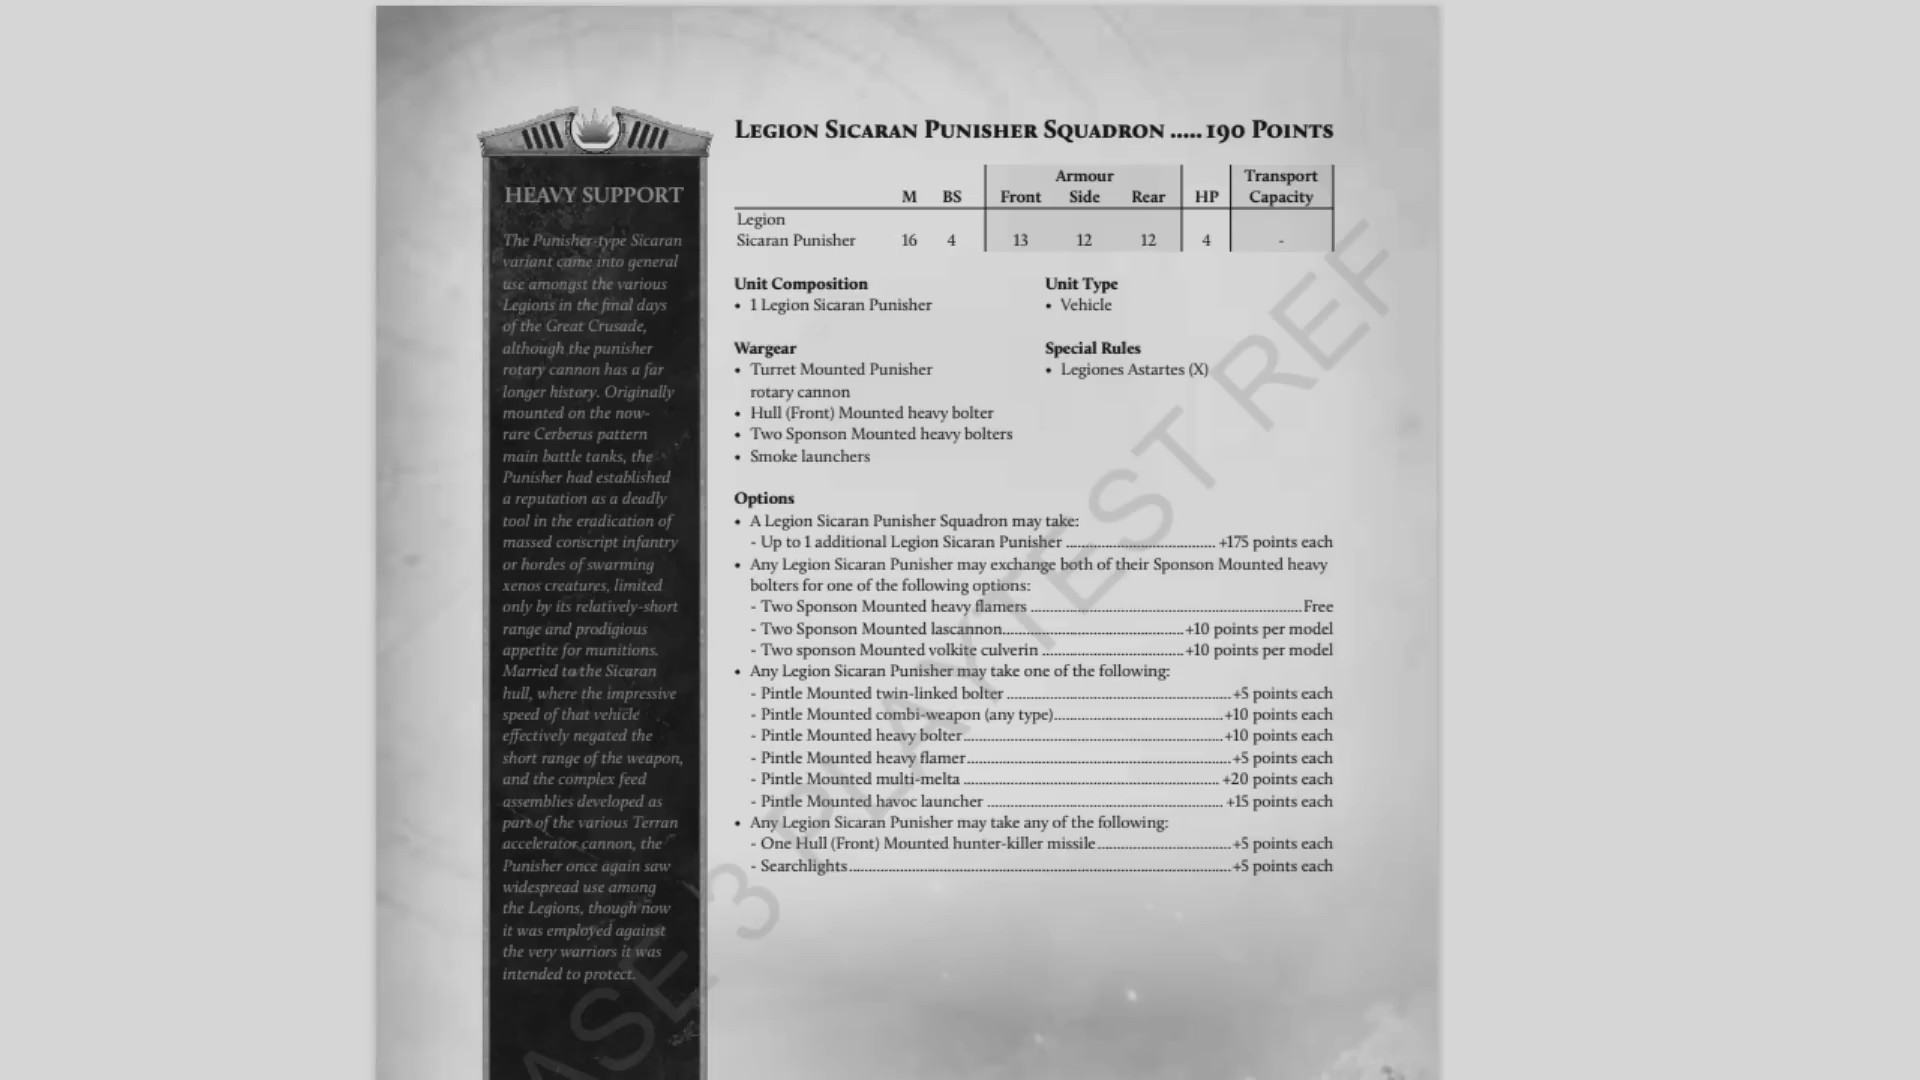 HEAVY SUPPORT
The Punisher-type Sicaran
variant came into general
use amongst the various
Legions in the final days
of the Great Crusade,
although the punisher
rotary cannon has a far
longer history. Originally
mounted on the now-
rare Cerberus pattern
main battle tanks, the
Punisher had established
a reputation as a deadly
tool in the eradication of
massed conscript infantry
or hordes of swarming
xenos creatures, limited
only by its relatively-short
range and prodigious
appetite for munitions.
Married to the Sicaran
hull, where the impressive
speed of that vehicle
effectively negated the
short range of the weapon,
and the complex feed
assemblies developed as
part of the various Terran
accelerator cannon, the
Punisher once again saw
widespread use among
the Legions, though now
it was employed against
the very warriors it was
intended to protect.
Legion Sicaran Punisher Squadron ..... 190 Points
Armour Transport
M BS Front Side Rear HP Capacity
Legion
Sicaran Punisher 16 4 13 12 12 4 -
Unit Composition
• 1 Legion Sicaran Punisher
Unit Type
• Vehicle
Wargear
• Turret Mounted Punisher
rotary cannon
• Hull (Front) Mounted heavy bolter
• Two Sponson Mounted heavy bolters
• Smoke launchers
Special Rules
• Legiones Astartes (X)
Options
• A Legion Sicaran Punisher Squadron may take:
- Up to 1 additional Legion Sicaran Punisher ..... +175 points each
• Any Legion Sicaran Punisher may exchange both of their Sponson Mounted heavy
bolters for one of the following options:
- Two Sponson Mounted heavy flamers ..... Free
- Two Sponson Mounted lascannon ..... +10 points per model
- Two sponson Mounted volkite culverin ..... +10 points per model
• Any Legion Sicaran Punisher may take one of the following:
- Pintle Mounted twin-linked bolter ..... +5 points each
- Pintle Mounted combi-weapon (any type) ..... +10 points each
- Pintle Mounted heavy bolter ..... +10 points each
- Pintle Mounted heavy flamer ..... +5 points each
- Pintle Mounted multi-melta ..... +20 points each
- Pintle Mounted havoc launcher ..... +15 points each
• Any Legion Sicaran Punisher may take any of the following:
- One Hull (Front) Mounted hunter-killer missile ..... +5 points each
- Searchlights ..... +5 points each
ASE 3 PLAYTEST REF